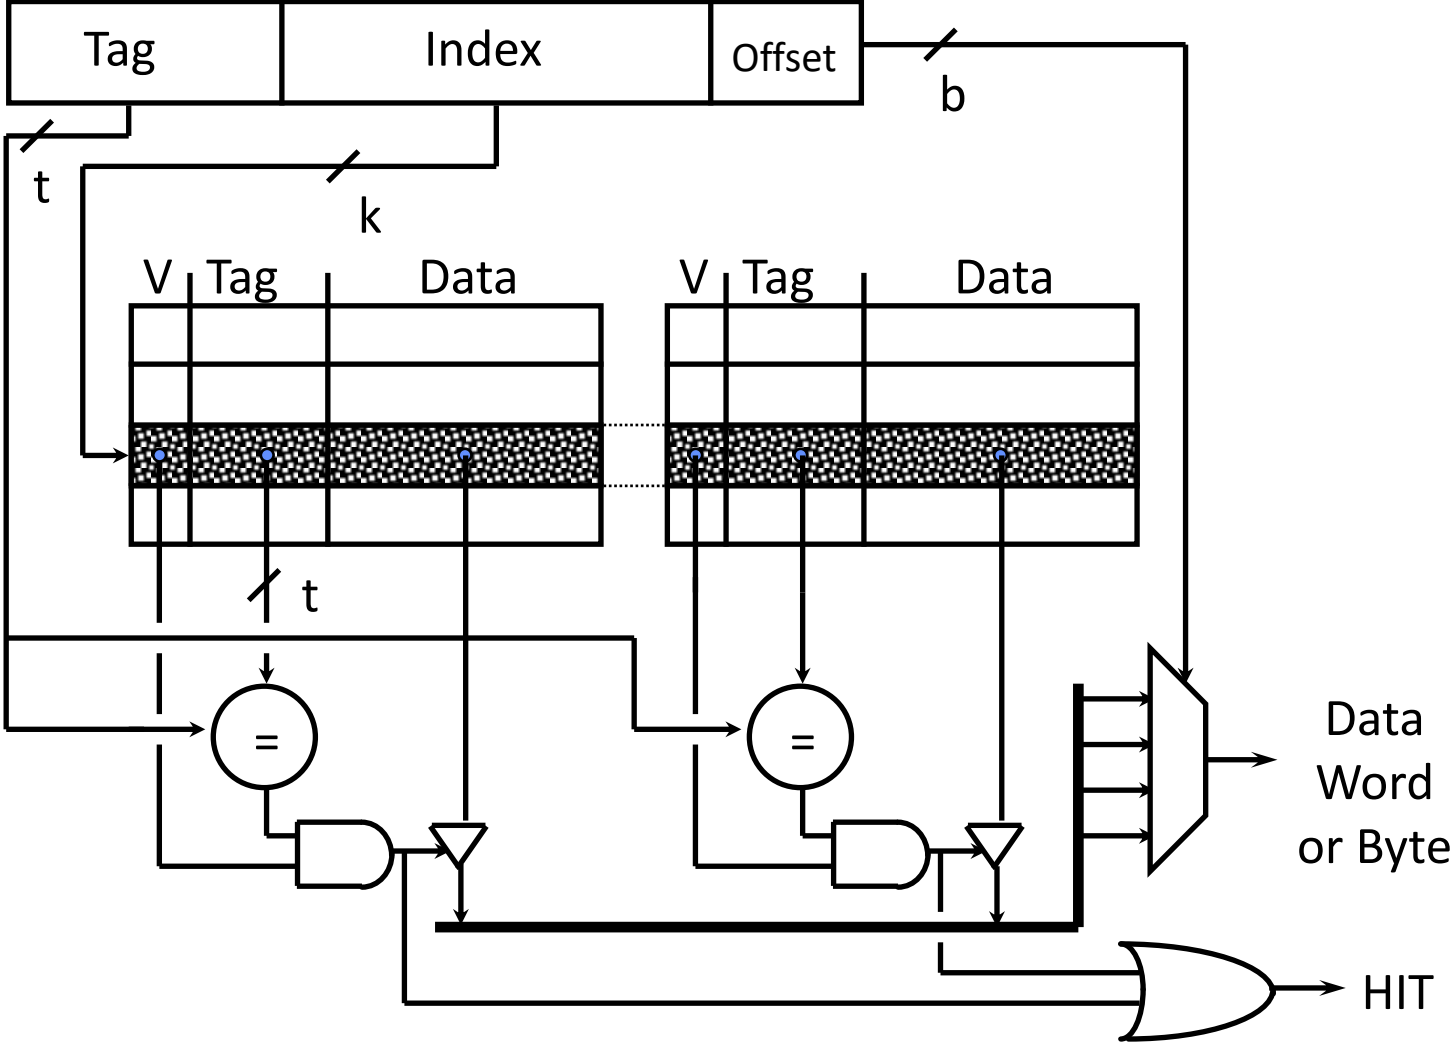 Tag Index Offset
b
t
k
V Tag Data V Tag Data
t
= =
Data
Word
or Byte
HIT